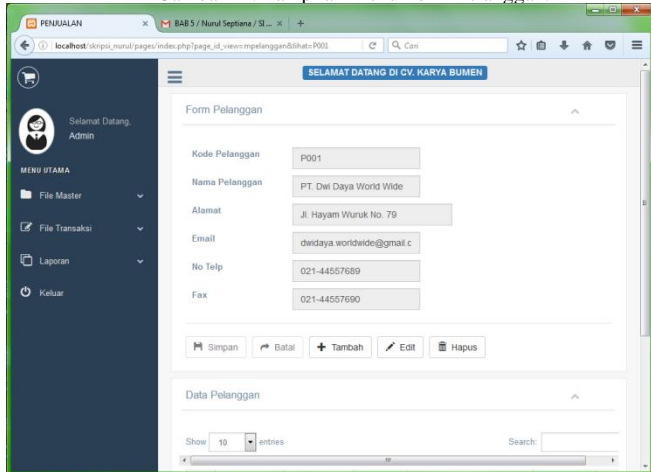 PENJUALAN
BAB 5 / Nurul Septiana / Sl...
localhost/skripsi_nurul/pages/index.php?page_id_view=mpelanggan&lihat=P001
Cari
SELAMAT DATANG DI CV. KARYA BUMEN
Selamat Datang,
Admin
MENU UTAMA
File Master
File Transaksi
Laporan
Keluar
Form Pelanggan
Kode Pelanggan P001
Nama Pelanggan PT. Dwi Daya World Wide
Alamat Jl. Hayam Wuruk No. 79
Email dwidaya.worldwide@gmail.c
No Telp 021-44557689
Fax 021-44557690
Simpan Batal Tambah Edit Hapus
Data Pelanggan
Show 10 entries Search: